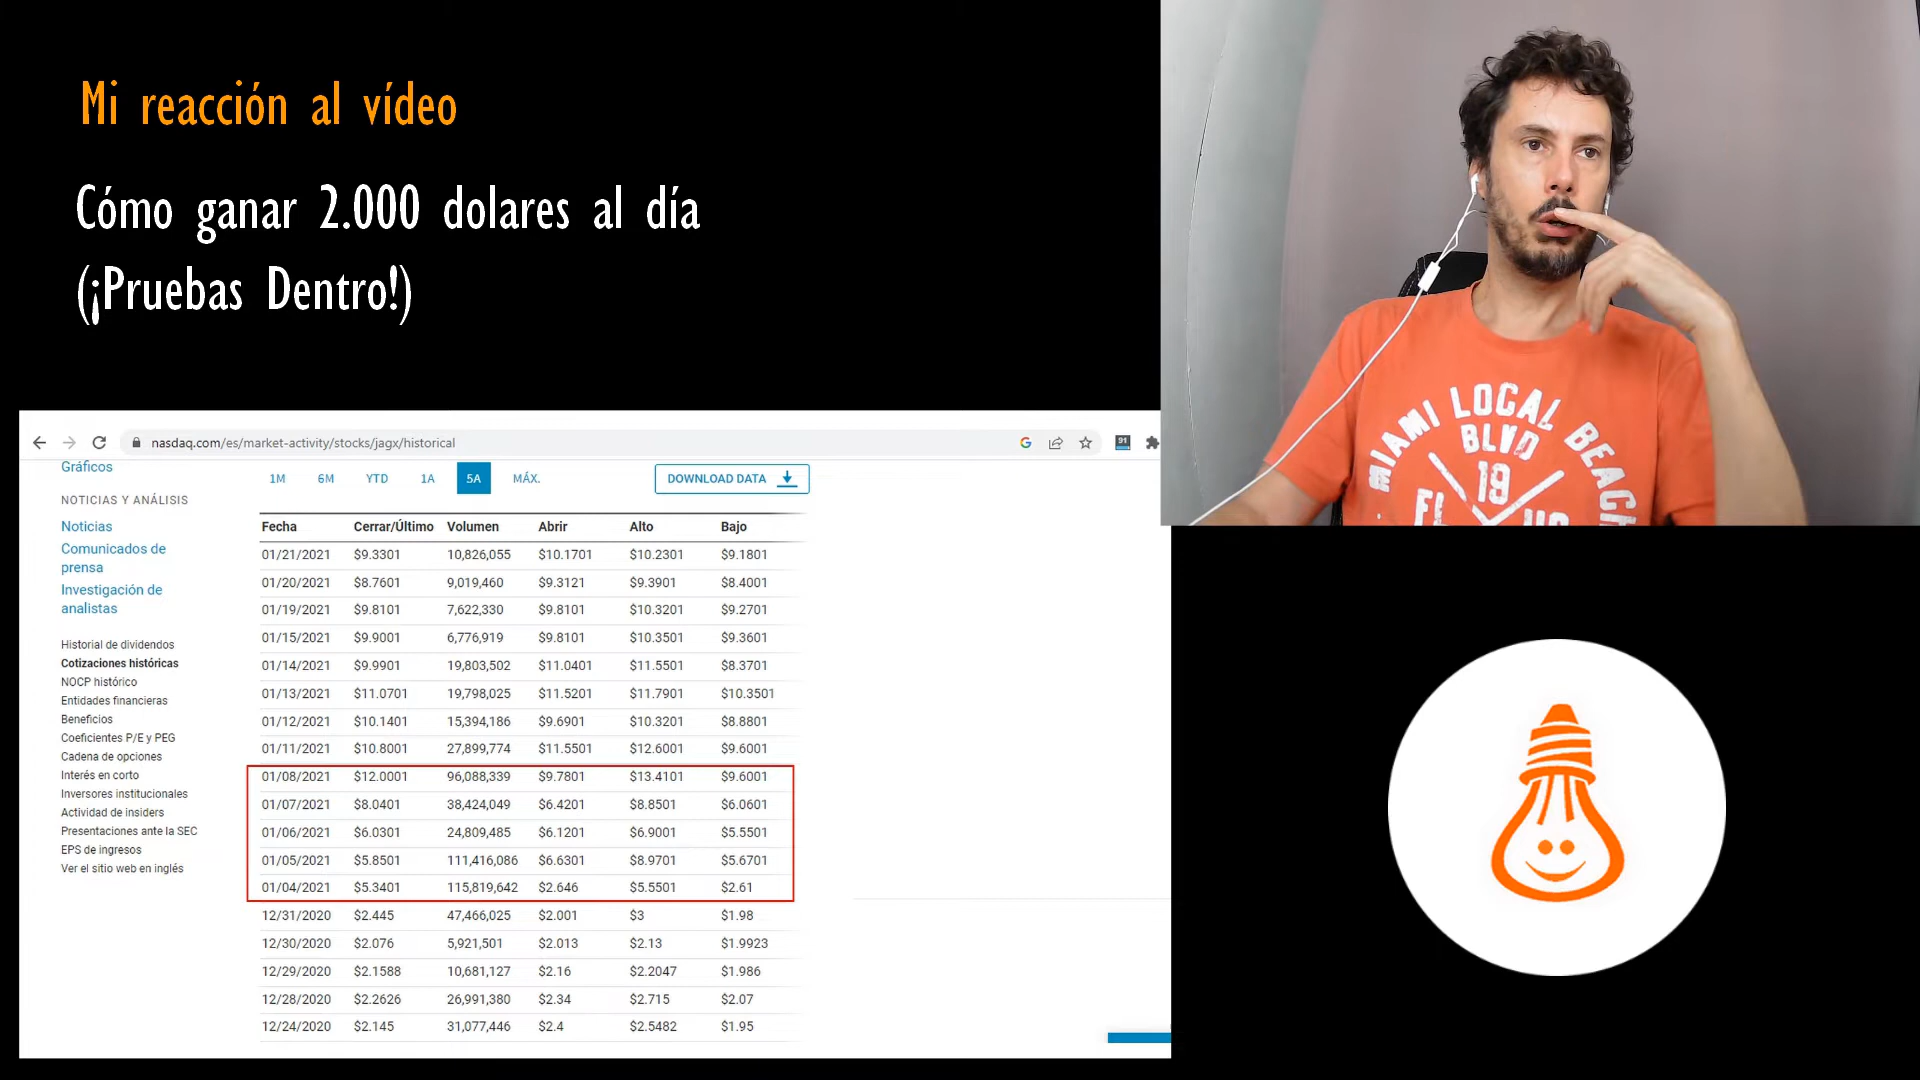 Mi reacción al vídeo
Cómo ganar 2.000 dolares al día
(¡Pruebas Dentro!)
nasdaq.com/es/market-activity/stocks/jagx/historical
91
Gráficos
NOTICIAS Y ANÁLISIS
Noticias
Comunicados de
prensa
Investigación de
analistas
Historial de dividendos
Cotizaciones históricas
NOCP histórico
Entidades financieras
Beneficios
Coeficientes P/E y PEG
Cadena de opciones
Interés en corto
Inversores institucionales
Actividad de insiders
Presentaciones ante la SEC
EPS de ingresos
Ver el sitio web en inglés
1M 6M YTD 1A 5A MÁX. DOWNLOAD DATA
Fecha Cerrar/Último Volumen Abrir Alto Bajo
01/21/2021 $9.3301 10,826,055 $10.1701 $10.2301 $9.1801
01/20/2021 $8.7601 9,019,460 $9.3121 $9.3901 $8.4001
01/19/2021 $9.8101 7,622,330 $9.8101 $10.3201 $9.2701
01/15/2021 $9.9001 6,776,919 $9.8101 $10.3501 $9.3601
01/14/2021 $9.9901 19,803,502 $11.0401 $11.5501 $8.3701
01/13/2021 $11.0701 19,798,025 $11.5201 $11.7901 $10.3501
01/12/2021 $10.1401 15,394,186 $9.6901 $10.3201 $8.8801
01/11/2021 $10.8001 27,899,774 $11.5501 $12.6001 $9.6001
01/08/2021 $12.0001 96,088,339 $9.7801 $13.4101 $9.6001
01/07/2021 $8.0401 38,424,049 $6.4201 $8.8501 $6.0601
01/06/2021 $6.0301 24,809,485 $6.1201 $6.9001 $5.5501
01/05/2021 $5.8501 111,416,086 $6.6301 $8.9701 $5.6701
01/04/2021 $5.3401 115,819,642 $2.646 $5.5501 $2.61
12/31/2020 $2.445 47,466,025 $2.001 $3 $1.98
12/30/2020 $2.076 5,921,501 $2.013 $2.13 $1.9923
12/29/2020 $2.1588 10,681,127 $2.16 $2.2047 $1.986
12/28/2020 $2.2626 26,991,380 $2.34 $2.715 $2.07
12/24/2020 $2.145 31,077,446 $2.4 $2.5482 $1.95
MIAMI LOCAL BEACH
BLVD
19